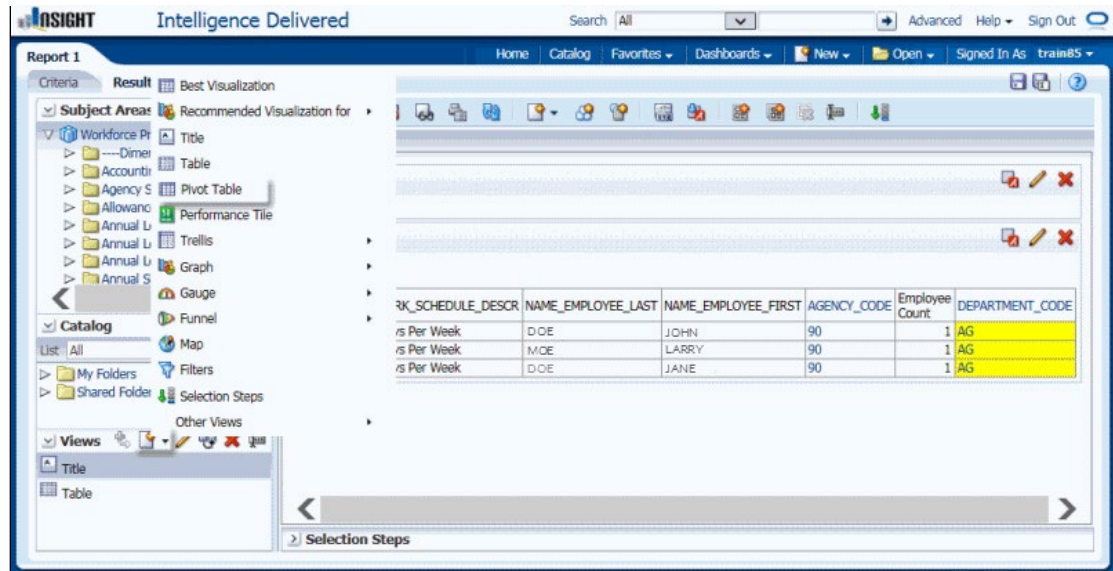 INSIGHT Intelligence Delivered Search All Advanced Help Sign Out
Report 1 Home Catalog Favorites Dashboards New Open Signed In As train85
Criteria Result
Subject Areas
Workforce Pr
----Dimer
Accountin
Agency S
Allowanc
Annual L
Annual L
Annual L
Annual S
Catalog
List All
My Folders
Shared Folder
Views
Title
Table
Best Visualization
Recommended Visualization for
Title
Table
Pivot Table
Performance Tile
Trellis
Graph
Gauge
Funnel
Map
Filters
Selection Steps
Other Views
RK_SCHEDULE_DESCR NAME_EMPLOYEE_LAST NAME_EMPLOYEE_FIRST AGENCY_CODE Employee Count DEPARTMENT_CODE
ys Per Week DOE JOHN 90 1 AG
ys Per Week MOE LARRY 90 1 AG
ys Per Week DOE JANE 90 1 AG
Selection Steps